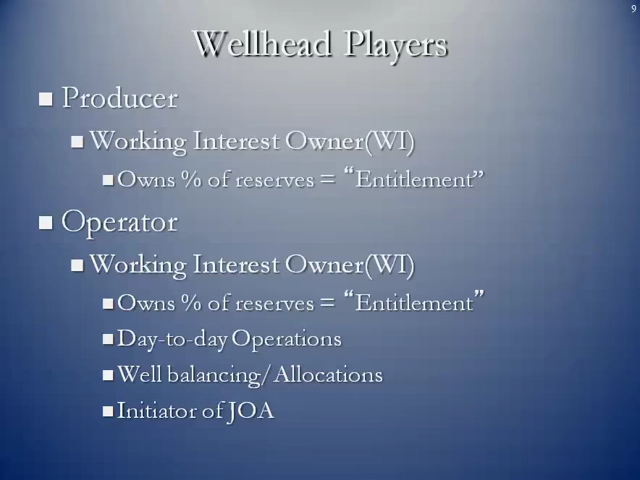 9
Wellhead Players
Producer
Working Interest Owner(WI)
Owns % of reserves = “Entitlement”
Operator
Working Interest Owner(WI)
Owns % of reserves = “Entitlement”
Day-to-day Operations
Well balancing/Allocations
Initiator of JOA